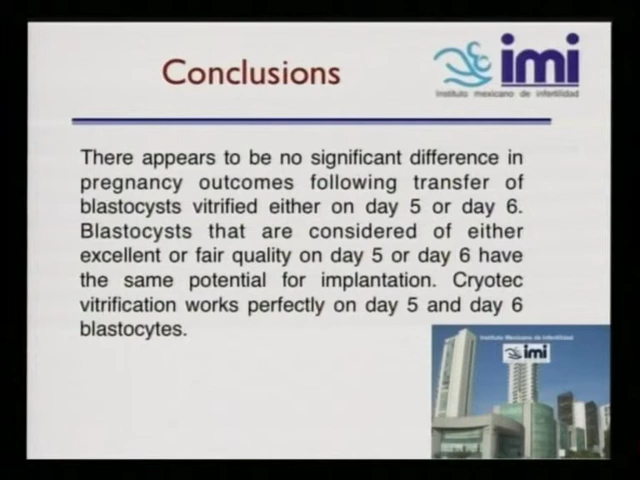 Conclusions
imi
Instituto mexicano de infertilidad
There appears to be no significant difference in
pregnancy outcomes following transfer of
blastocysts vitrified either on day 5 or day 6.
Blastocysts that are considered of either
excellent or fair quality on day 5 or day 6 have
the same potential for implantation. Cryotec
vitrification works perfectly on day 5 and day 6
blastocytes.
Instituto Mexicano de Infertilidad
imi